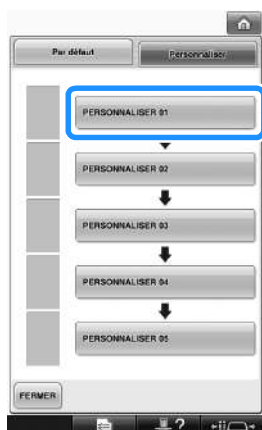 Par défaut
Personnaliser
PERSONNALISER 01
PERSONNALISER 02
PERSONNALISER 03
PERSONNALISER 04
PERSONNALISER 05
FERMER
?